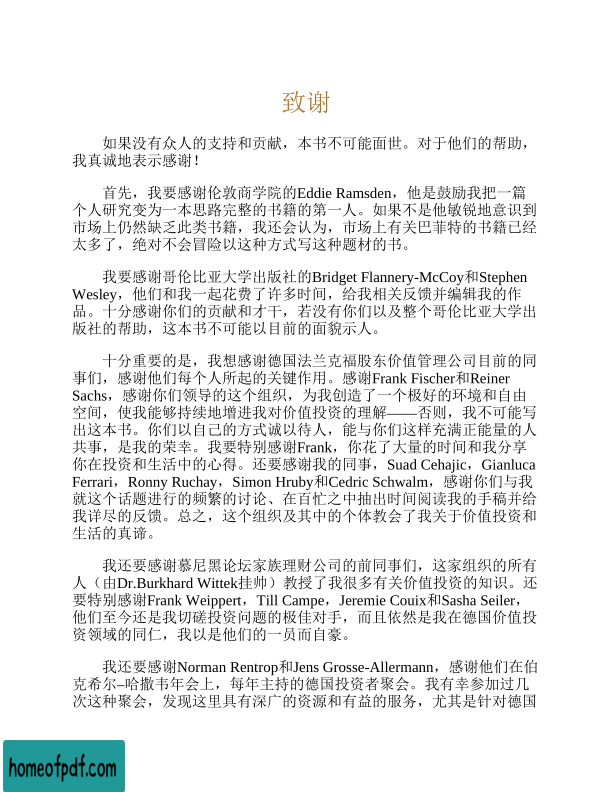 致谢
如果没有众人的支持和贡献，本书不可能面世。对于他们的帮助，
我真诚地表示感谢！
首先，我要感谢伦敦商学院的Eddie Ramsden，他是鼓励我把一篇
个人研究变为一本思路完整的书籍的第一人。如果不是他敏锐地意识到
市场上仍然缺乏此类书籍，我还会认为，市场上有关巴菲特的书籍已经
太多了，绝对不会冒险以这种方式写这种题材的书。
我要感谢哥伦比亚大学出版社的Bridget Flannery-McCoy和Stephen
Wesley，他们和我一起花费了许多时间，给我相关反馈并编辑我的作
品。十分感谢你们的贡献和才干，若没有你们以及整个哥伦比亚大学出
版社的帮助，这本书不可能以目前的面貌示人。
十分重要的是，我想感谢德国法兰克福股东价值管理公司目前的同
事们，感谢他们每个人所起的关键作用。感谢Frank Fischer和Reiner
Sachs，感谢你们领导的这个组织，为我创造了一个极好的环境和自由
空间，使我能够持续地增进我对价值投资的理解——否则，我不可能写
出这本书。你们以自己的方式诚以待人，能与你们这样充满正能量的人
共事，是我的荣幸。我要特别感谢Frank，你花了大量的时间和我分享
你在投资和生活中的心得。还要感谢我的同事，Suad Cehajic，Gianluca
Ferrari，Ronny Ruchay，Simon Hruby和Cedric Schwalm，感谢你们与我
就这个话题进行的频繁的讨论、在百忙之中抽出时间阅读我的手稿并给
我详尽的反馈。总之，这个组织及其中的个体教会了我关于价值投资和
生活的真谛。
我还要感谢慕尼黑论坛家族理财公司的前同事们，这家组织的所有
人（由Dr.Burkhard Wittek挂帅）教授了我很多有关价值投资的知识。还
要特别感谢Frank Weippert，Till Campe，Jeremie Couix和Sasha Seiler，
他们至今还是我切磋投资问题的极佳对手，而且依然是我在德国价值投
资领域的同仁，我以是他们的一员而自豪。
我还要感谢Norman Rentrop和Jens Grosse-Allermann，感谢他们在伯
克希尔–哈撒韦年会上，每年主持的德国投资者聚会。我有幸参加过几
次这种聚会，发现这里具有深广的资源和有益的服务，尤其是针对德国
homeofpdf.com